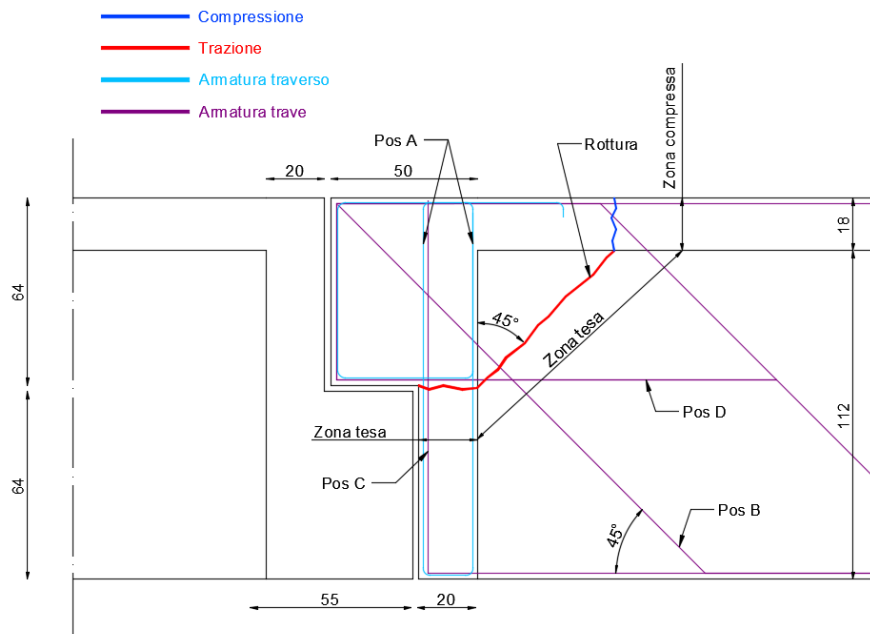 Compressione
Trazione
Armatura traverso
Armatura trave
Pos A
Rottura
Zona compressa
20
50
18
64
45°
Zona tesa
Pos D
112
Zona tesa
Pos C
64
Pos B
45°
55
20